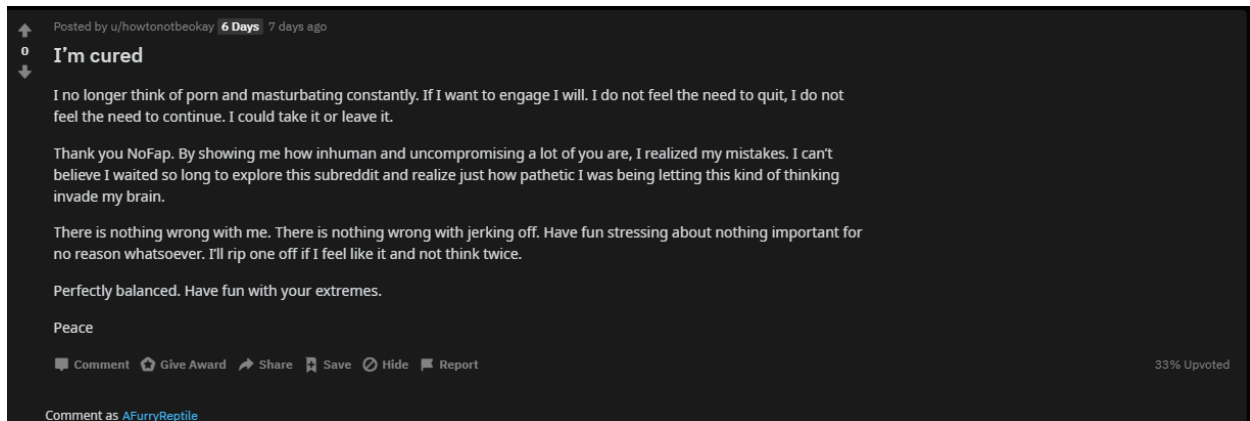 Posted by u/howtonotbeokay 6 Days 7 days ago
0
I'm cured
I no longer think of porn and masturbating constantly. If I want to engage I will. I do not feel the need to quit, I do not
feel the need to continue. I could take it or leave it.
Thank you NoFap. By showing me how inhuman and uncompromising a lot of you are, I realized my mistakes. I can't
believe I waited so long to explore this subreddit and realize just how pathetic I was being letting this kind of thinking
invade my brain.
There is nothing wrong with me. There is nothing wrong with jerking off. Have fun stressing about nothing important for
no reason whatsoever. I'll rip one off if I feel like it and not think twice.
Perfectly balanced. Have fun with your extremes.
Peace
Comment Give Award Share Save Hide Report 33% Upvoted
Comment as AFurryReptile